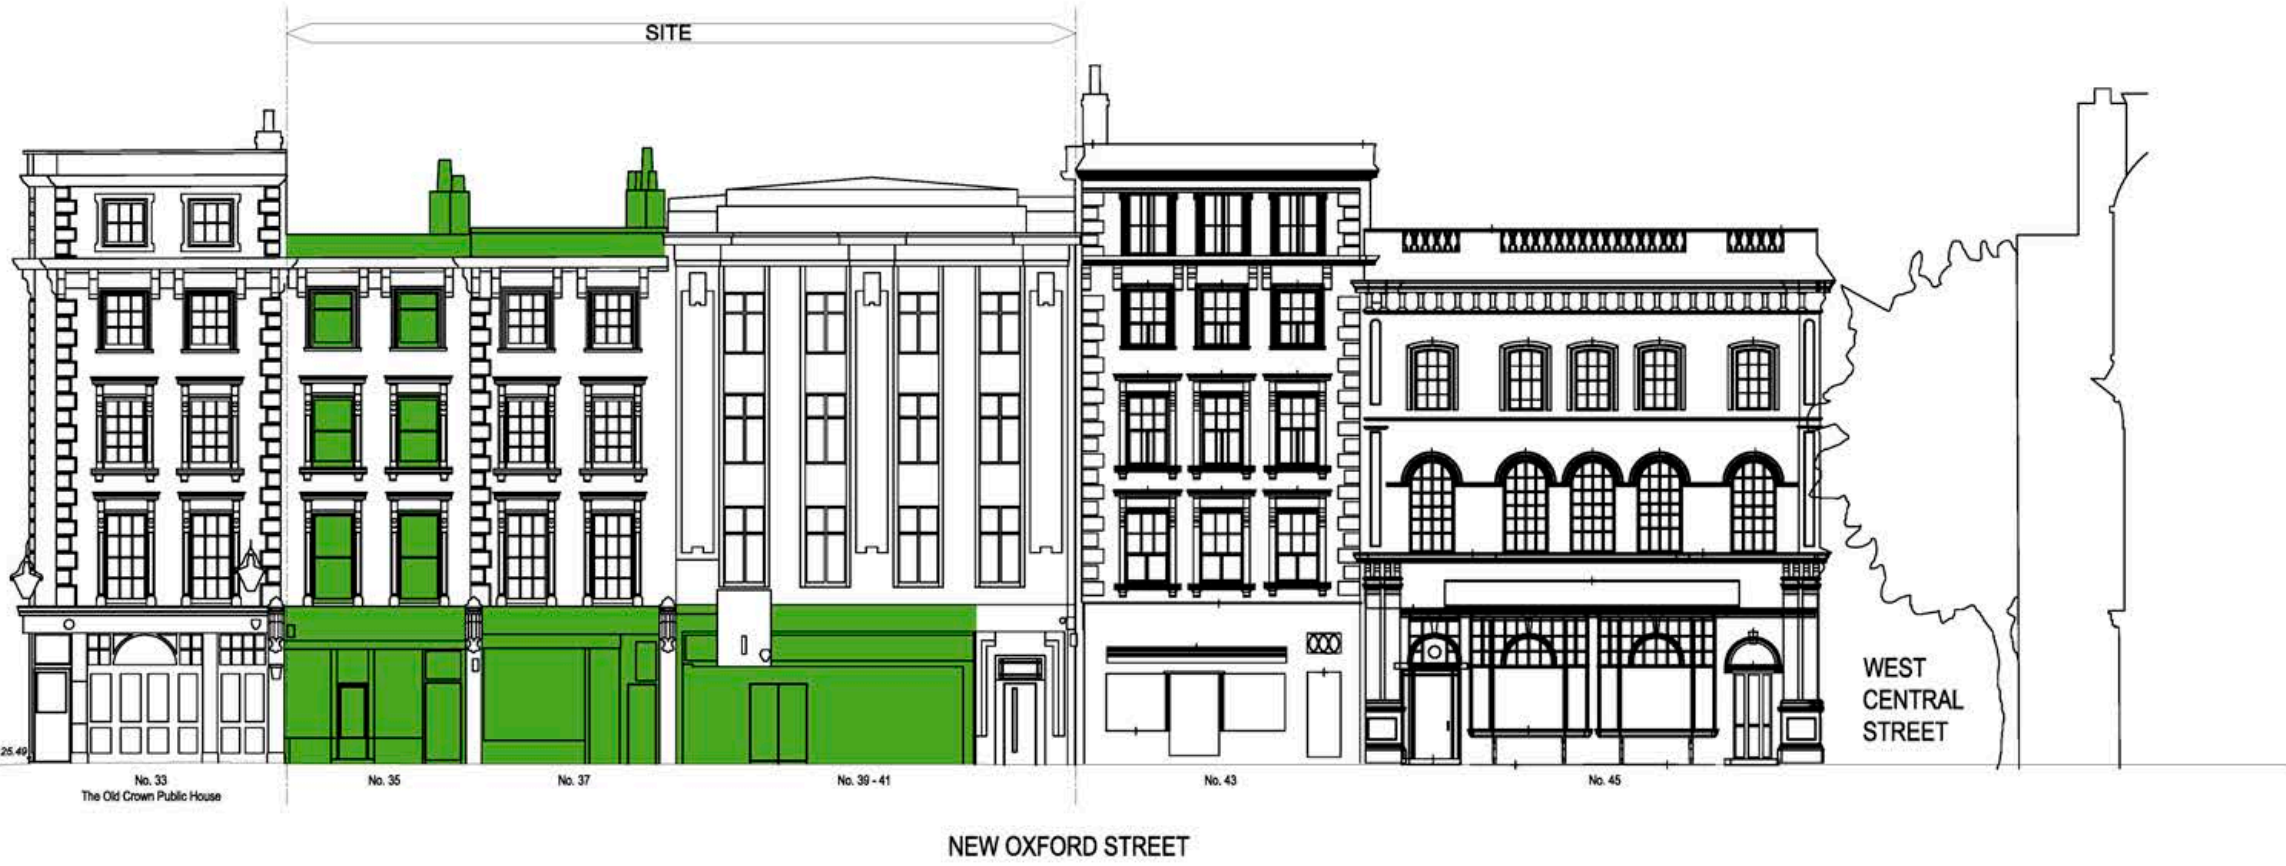 SITE
WEST
CENTRAL
STREET
25.49
No. 33
The Old Crown Public House
No. 35
No. 37
No. 39 - 41
No. 43
No. 45
NEW OXFORD STREET